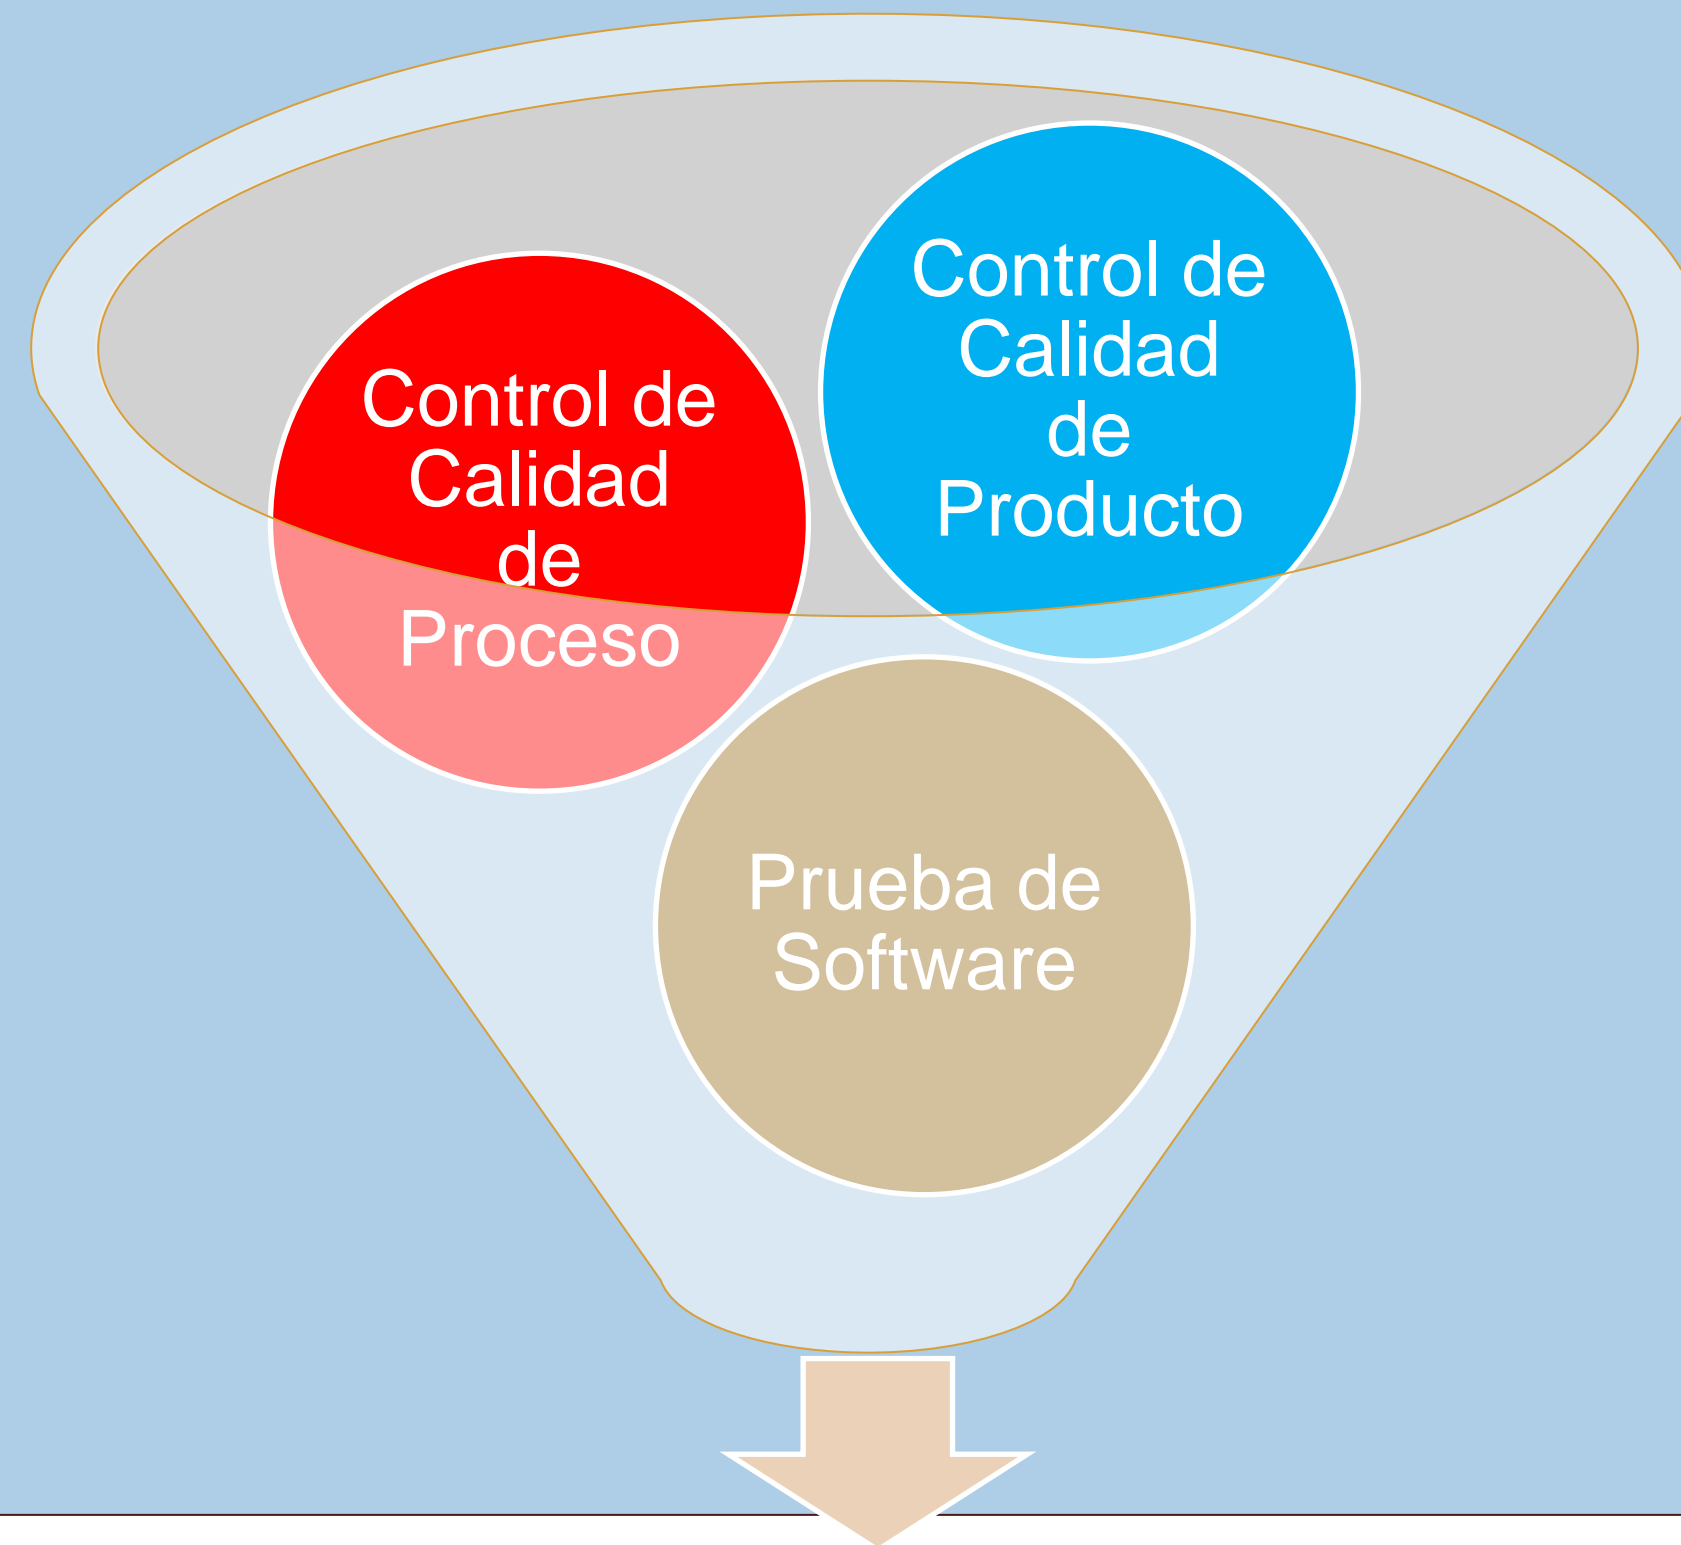 Control de
Calidad
de
Proceso
Control de
Calidad
de
Producto
Prueba de
Software